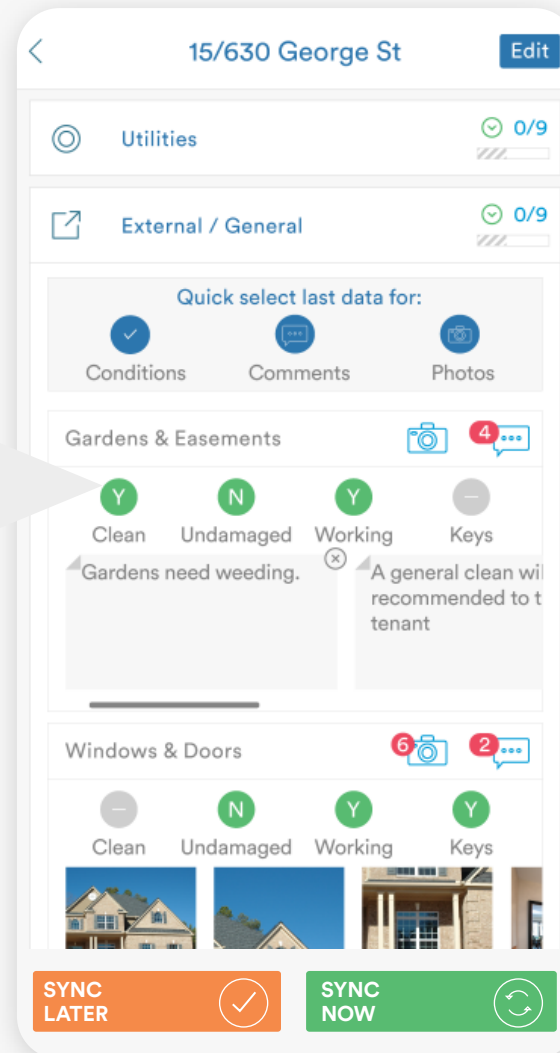 15/630 George St
Edit
Utilities
0/9
External / General
0/9
Quick select last data for:
Conditions Comments Photos
Gardens & Easements
4
Y N Y –
Clean Undamaged Working Keys
Gardens need weeding.
A general clean wil
recommended to t
tenant
Windows & Doors
6 2
– N Y Y
Clean Undamaged Working Keys
SYNC
LATER
SYNC
NOW